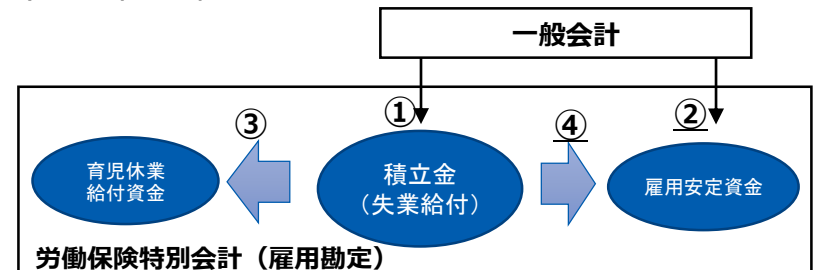 一般会計
③
①
④
②
育児休業
給付資金
積立金
（失業給付）
雇用安定資金
労働保険特別会計（雇用勘定）